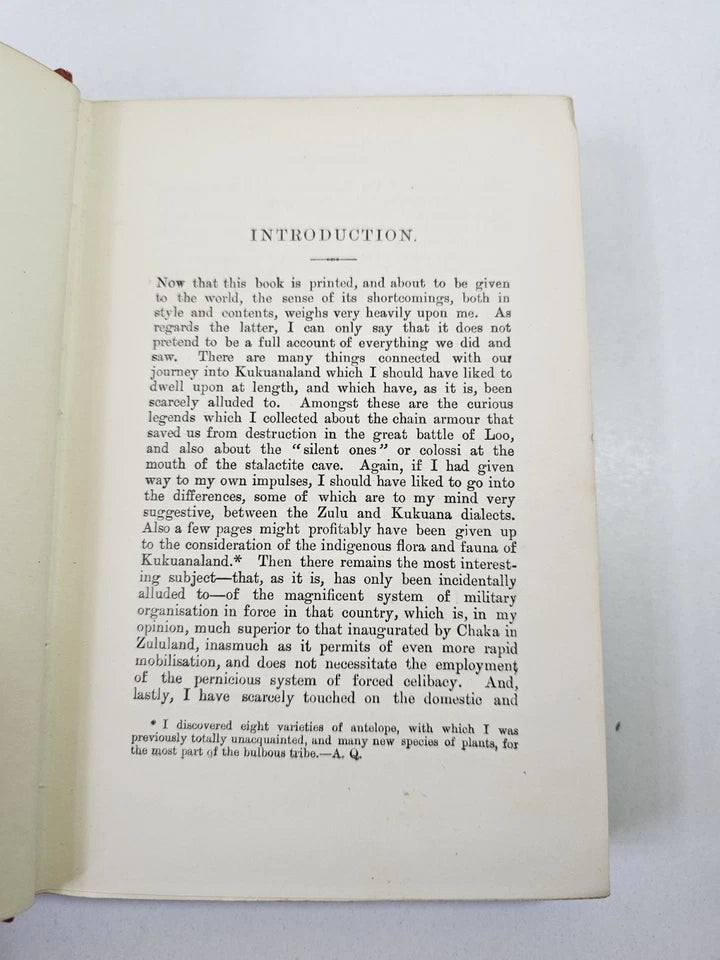 INTRODUCTION.
Now that this book is printed, and about to be given
to the world, the sense of its shortcomings, both in
style and contents, weighs very heavily upon me. As
regards the latter, I can only say that it does not
pretend to be a full account of everything we did and
saw. There are many things connected with our
journey into Kukuanaland which I should have liked to
dwell upon at length, and which have, as it is, been
scarcely alluded to. Amongst these are the curious
legends which I collected about the chain armour that
saved us from destruction in the great battle of Loo,
and also about the "silent ones" or colossi at the
mouth of the stalactite cave. Again, if I had given
way to my own impulses, I should have liked to go into
the differences, some of which are to my mind very
suggestive, between the Zulu and Kukuana dialects.
Also a few pages might profitably have been given up
to the consideration of the indigenous flora and fauna of
Kukuanaland.* Then there remains the most interest-
ing subject—that, as it is, has only been incidentally
alluded to—of the magnificent system of military
organisation in force in that country, which is, in my
opinion, much superior to that inaugurated by Chaka in
Zululand, inasmuch as it permits of even more rapid
mobilisation, and does not necessitate the employment
of the pernicious system of forced celibacy. And,
lastly, I have scarcely touched on the domestic and
* I discovered eight varieties of antelope, with which I was
previously totally unacquainted, and many new species of plants, for
the most part of the bulbous tribe.—A. Q.